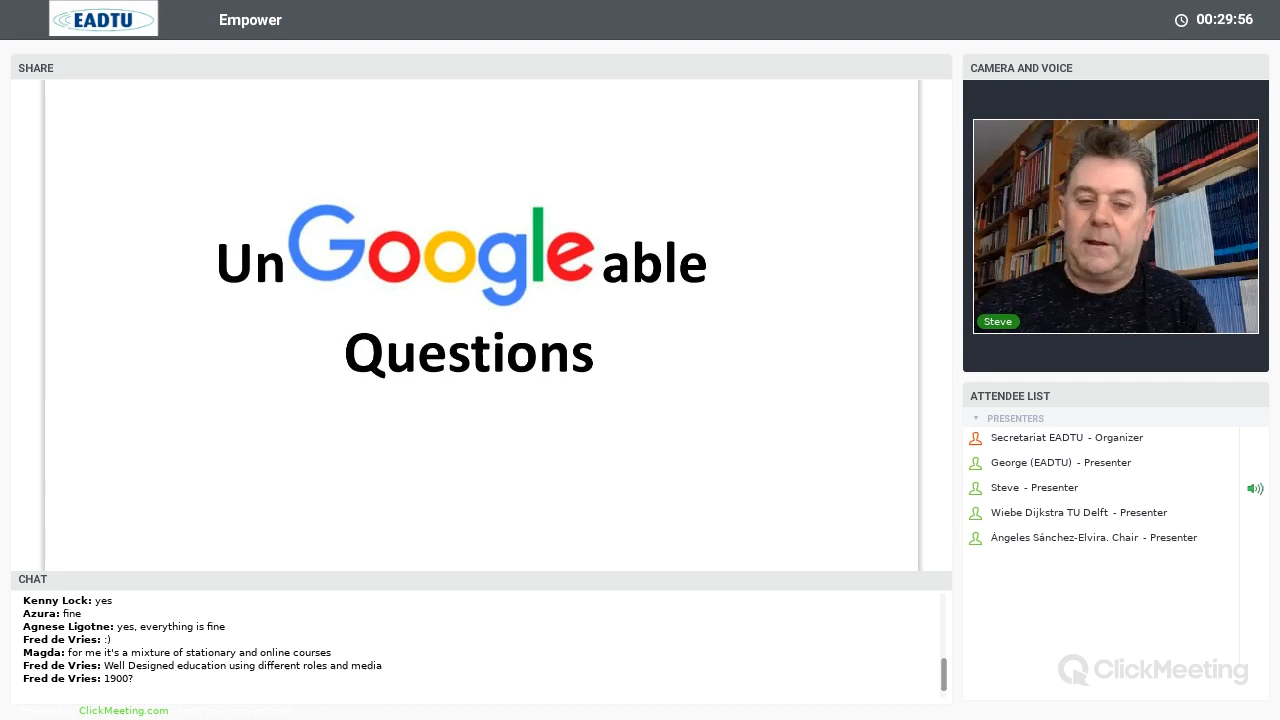 EADTU
Empower
00:29:56
SHARE
CAMERA AND VOICE
UnGoogleable
Questions
Steve
ATTENDEE LIST
PRESENTERS
Secretariat EADTU - Organizer
George (EADTU) - Presenter
Steve - Presenter
Wiebe Dijkstra TU Delft - Presenter
Ángeles Sánchez-Elvira. Chair - Presenter
CHAT
Kenny Lock: yes
Azura: fine
Agnese Ligotne: yes, everything is fine
Fred de Vries: :)
Magda: for me it's a mixture of stationary and online courses
Fred de Vries: Well Designed education using different roles and media
Fred de Vries: 1900?
ClickMeeting
ClickMeeting.com